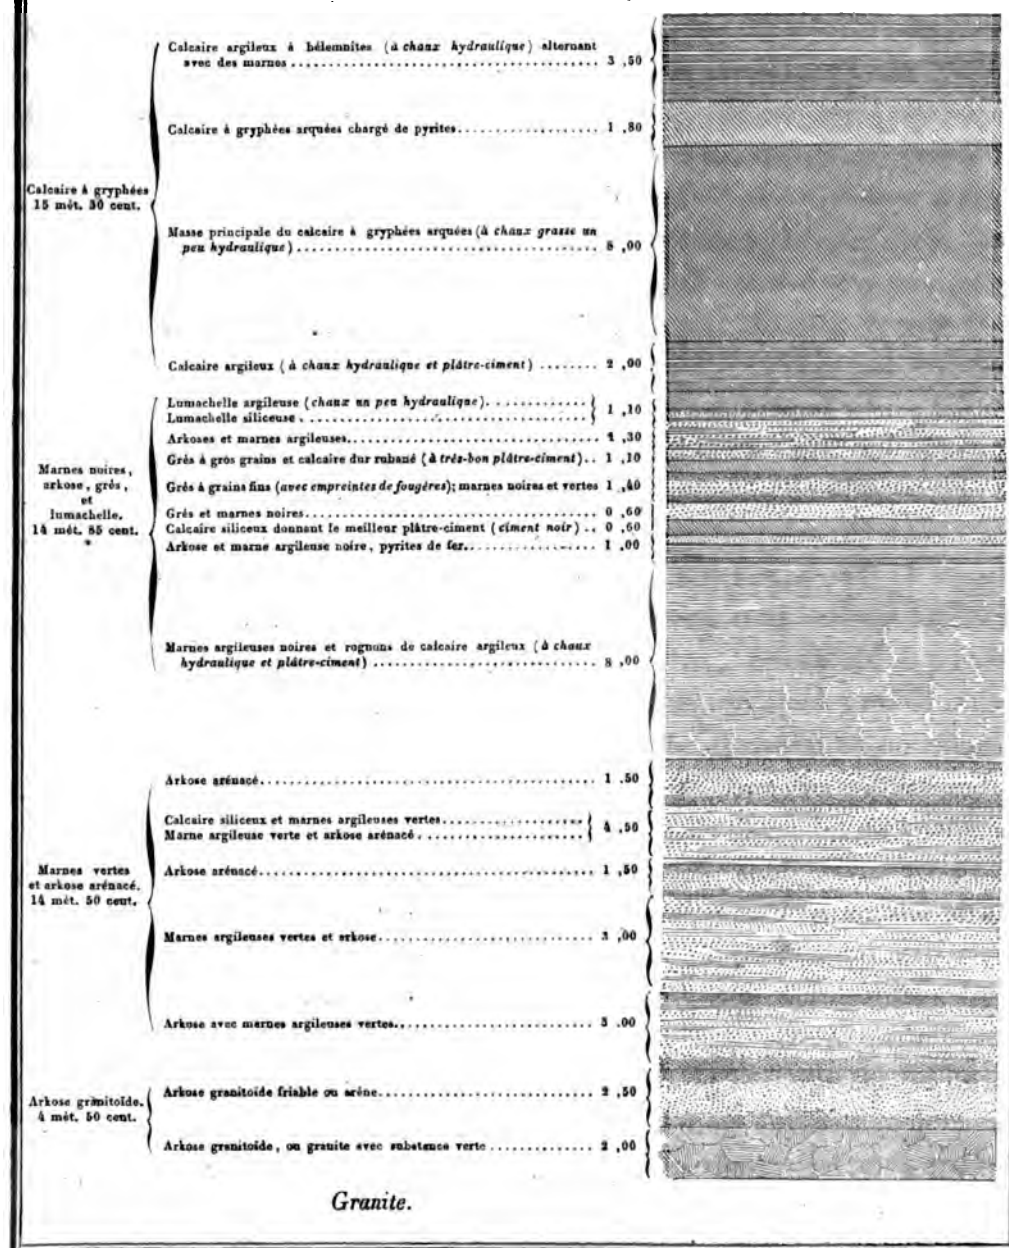 Calcaire à gryphées
15 mét. 30 cent.
Calcaire argileux à bélemnites (à chaux hydraulique) alternant
avec des marnes 3 ,50
Calcaire à gryphées arquées chargé de pyrites 1 ,80
Masse principale du calcaire à gryphées arquées (à chaux grasse un
peu hydraulique) 8 ,00
Calcaire argileux (à chaux hydraulique et plâtre-ciment) 2 ,00
Marnes noires,
arkose, grés,
et
lumachelle.
14 mét. 85 cent.
Lumachelle argileuse (chaux un peu hydraulique).
Lumachelle siliceuse. 1 ,10
Arkoses et marnes argileuses. 1 ,30
Grés à gros grains et calcaire dur rubané (à très-bon plâtre-ciment) 1 ,10
Grés à grains fins (avec empreintes de fougères); marnes noires et vertes 1 ,40
Grés et marnes noires 0 ,60
Calcaire siliceux donnant le meilleur plâtre-ciment (ciment noir) 0 ,60
Arkose et marne argileuse noire, pyrites de fer. 1 ,00
Marnes argileuses noires et rognons de calcaire argileux (à chaux
hydraulique et plâtre-ciment) 8 ,00
Marnes vertes
et arkose arénacé.
14 mét. 50 cent.
Arkose arénacé. 1 .50
Calcaire siliceux et marnes argileuses vertes.
Marne argileuse verte et arkose arénacé. 4 ,50
Arkose arénacé. 1 ,50
Marnes argileuses vertes et arkose. ,00
Arkose avec marnes argileuses vertes. .00
Arkose granitoïde.
4 mét. 50 cent.
Arkose granitoïde friable ou arène. 2 ,50
Arkose granitoïde, ou granite avec substance verte 2 ,00
Granite.